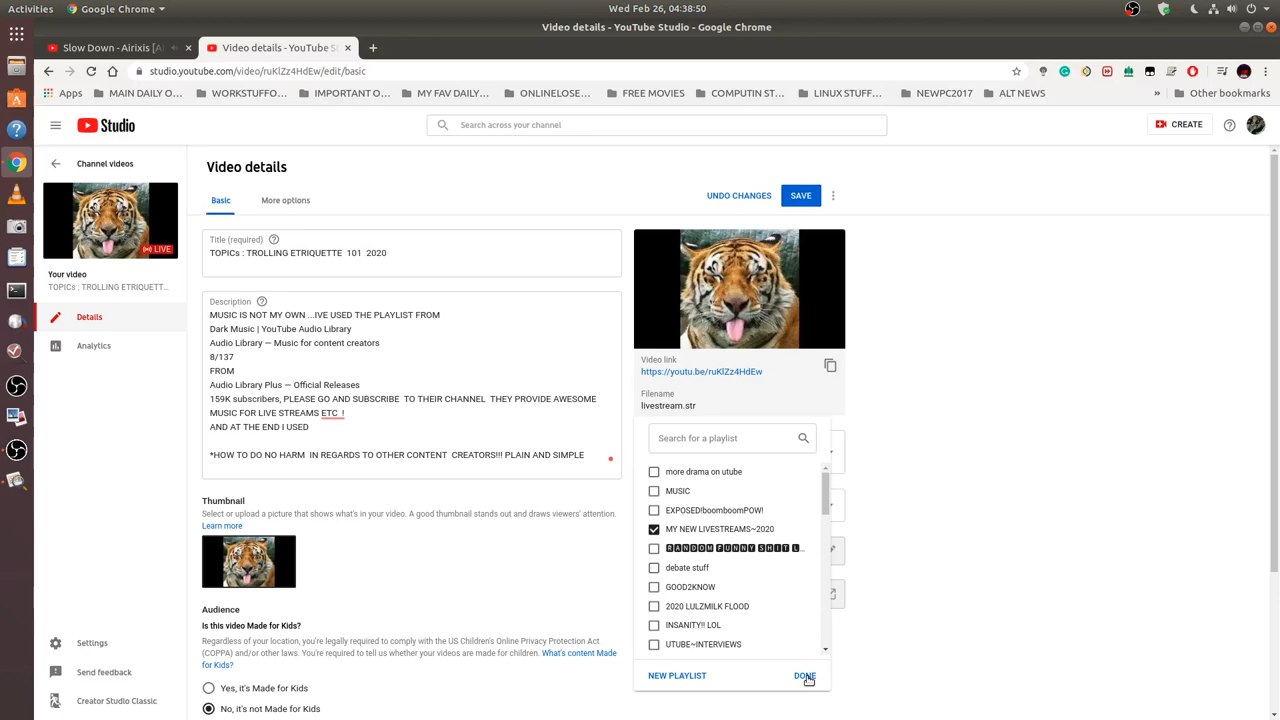 Activities
Google Chrome
Video details - YouTube Studio - Google Chrome
Slow Down - Airixis [A
Video details - YouTube S
studio.youtube.com/video/ruKlZz4HdEw/edit/basic
Apps
MAIN DAILY O...
WORKSTUFFO...
IMPORTANT O...
MY FAV DAILY...
ONLINELOSE...
FREE MOVIES
COMPUTIN ST...
LINUX STUFF...
NEWPC2017
ALT NEWS
»
Other bookmarks
Studio
Search across your channel
CREATE
Channel videos
LIVE
Your video
TOPICs : TROLLING ETRIQUETT...
Details
Analytics
Settings
Send feedback
Creator Studio Classic
Video details
Basic
More options
UNDO CHANGES
SAVE
Title (required)
TOPICs : TROLLING ETRIQUETTE 101 2020
Description
MUSIC IS NOT MY OWN ...IVE USED THE PLAYLIST FROM
Dark Music | YouTube Audio Library
Audio Library — Music for content creators
8/137
FROM
Audio Library Plus — Official Releases
159K subscribers, PLEASE GO AND SUBSCRIBE TO THEIR CHANNEL THEY PROVIDE AWESOME
MUSIC FOR LIVE STREAMS ETC !
AND AT THE END I USED
*HOW TO DO NO HARM IN REGARDS TO OTHER CONTENT CREATORS!!! PLAIN AND SIMPLE
Thumbnail
Select or upload a picture that shows what's in your video. A good thumbnail stands out and draws viewers' attention.
Learn more
Audience
Is this video Made for Kids?
Regardless of your location, you're legally required to comply with the US Children's Online Privacy Protection Act
(COPPA) and/or other laws. You're required to tell us whether your videos are made for children. What's content Made
for Kids?
Yes, it's Made for Kids
No, it's not Made for Kids
Video link
https://youtu.be/ruKlZz4HdEw
Filename
livestream.str
Search for a playlist
more drama on utube
MUSIC
EXPOSED!boomboomPOW!
MY NEW LIVESTREAMS~2020
🆁🅰🅽🅳🅾🅼 🅵🆄🅽🅽🆈 🆂🅷🅸🆃 🅻...
debate stuff
GOOD2KNOW
2020 LULZMILK FLOOD
INSANITY!! LOL
UTUBE~INTERVIEWS
NEW PLAYLIST
DONE